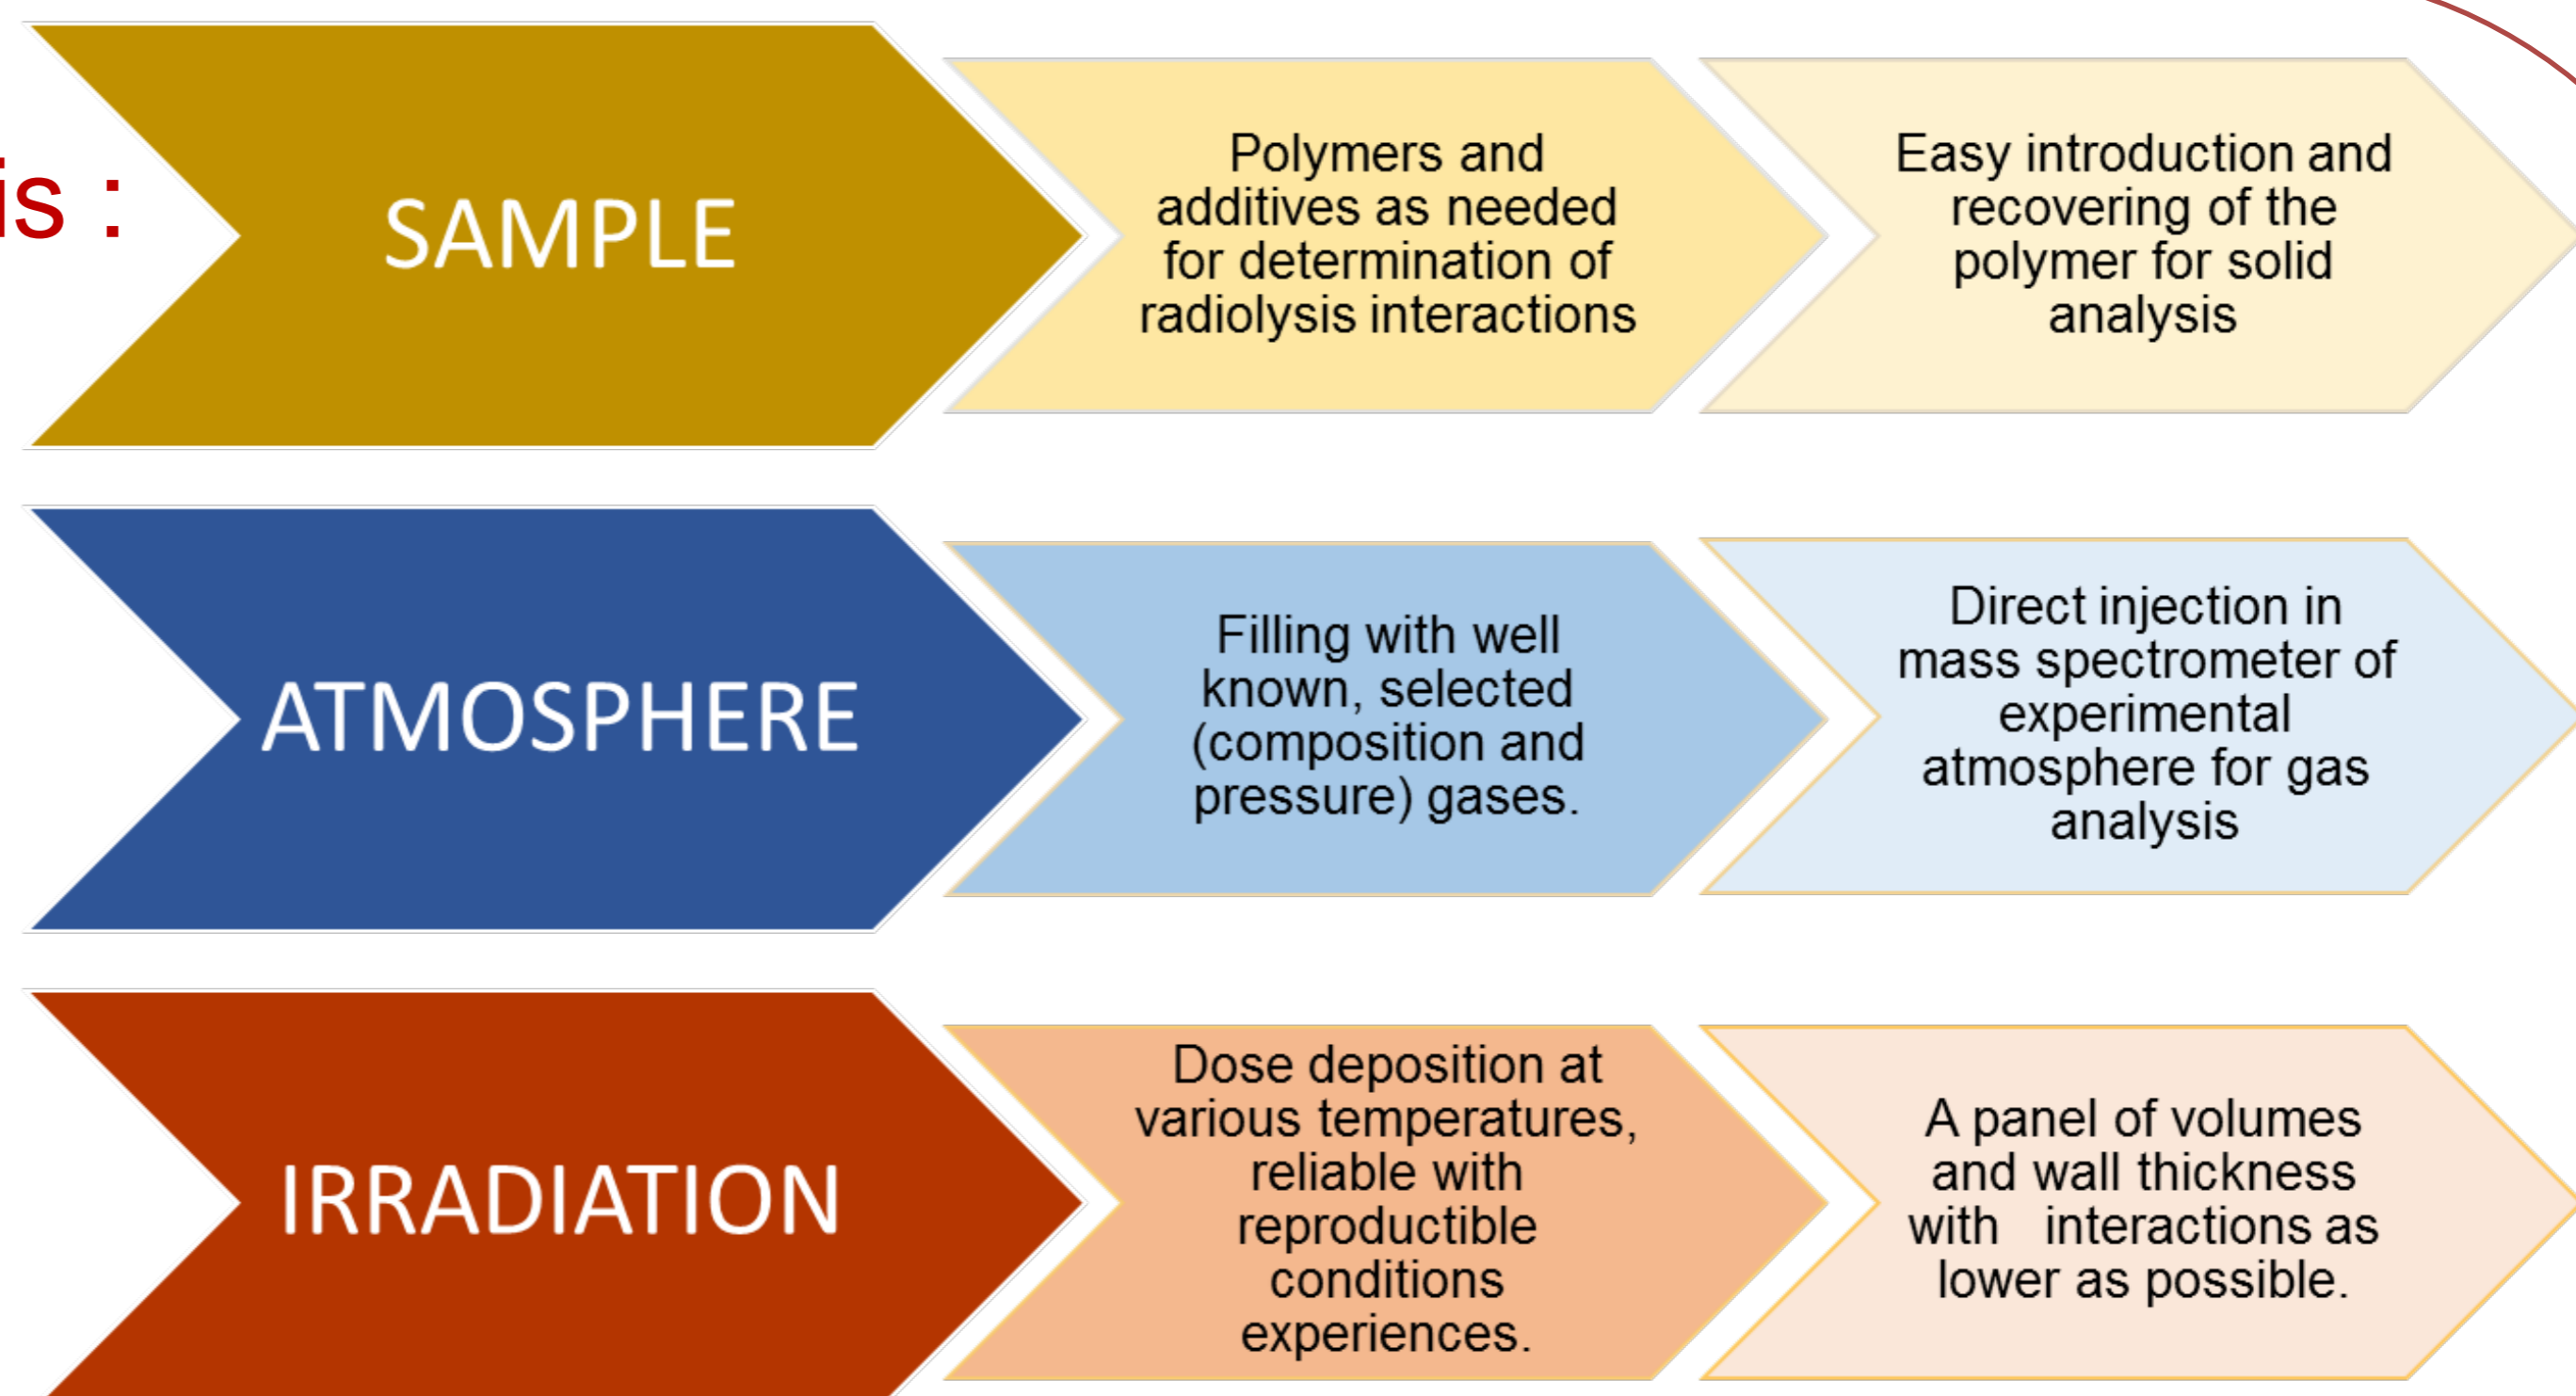 is :
SAMPLE
Polymers and
additives as needed
for determination of
radiolysis interactions
Easy introduction and
recovering of the
polymer for solid
analysis
ATMOSPHERE
Filling with well
known, selected
(composition and
pressure) gases.
Direct injection in
mass spectrometer of
experimental
atmosphere for gas
analysis
IRRADIATION
Dose deposition at
various temperatures,
reliable with
reproductible
conditions
experiences.
A panel of volumes
and wall thickness
with   interactions as
lower as possible.